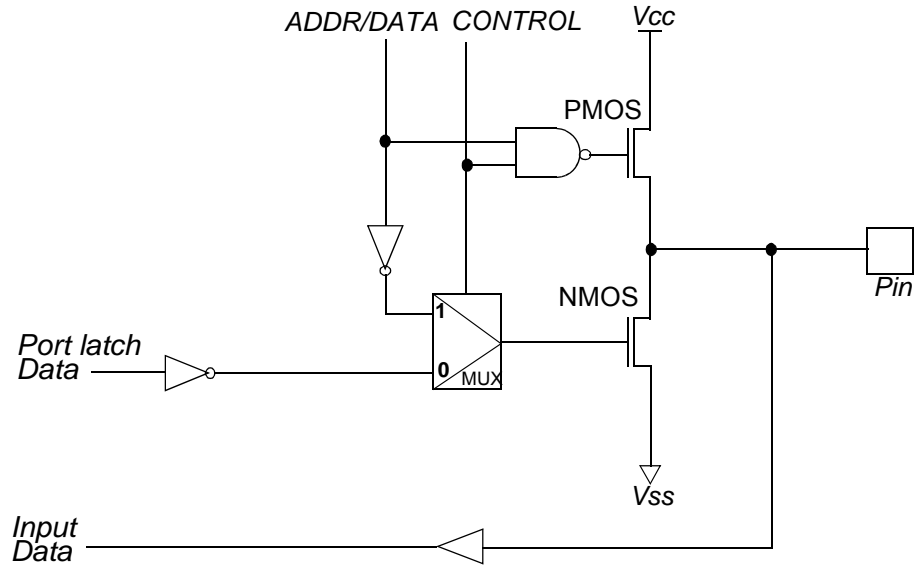 ADDR/DATA CONTROL
Vcc
PMOS
NMOS
Pin
1
0
MUX
Port latch
Data
Vss
Input
Data